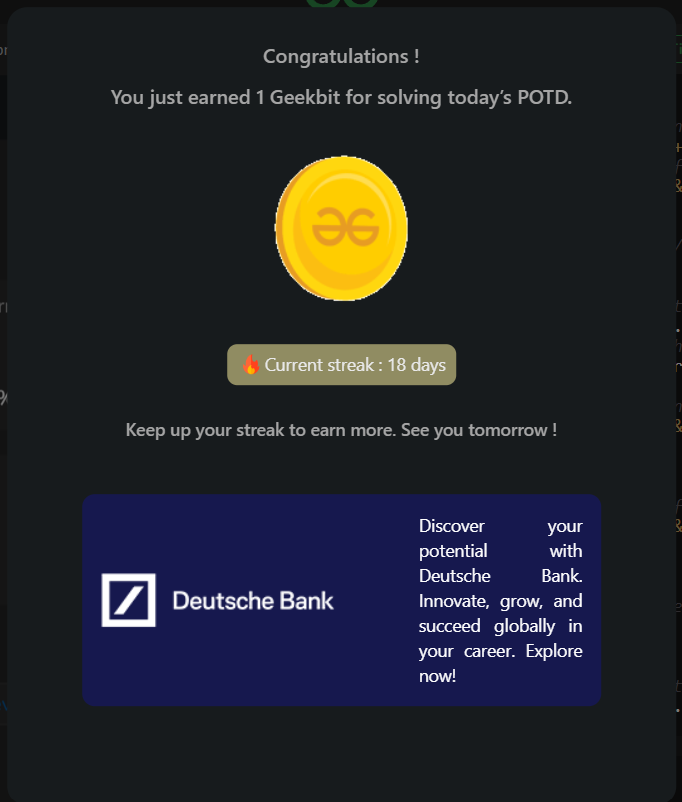 Congratulations !
You just earned 1 Geekbit for solving today’s POTD.
Current streak : 18 days
Keep up your streak to earn more. See you tomorrow !
Deutsche Bank
Discover your
potential with
Deutsche Bank.
Innovate, grow, and
succeed globally in
your career. Explore
now!